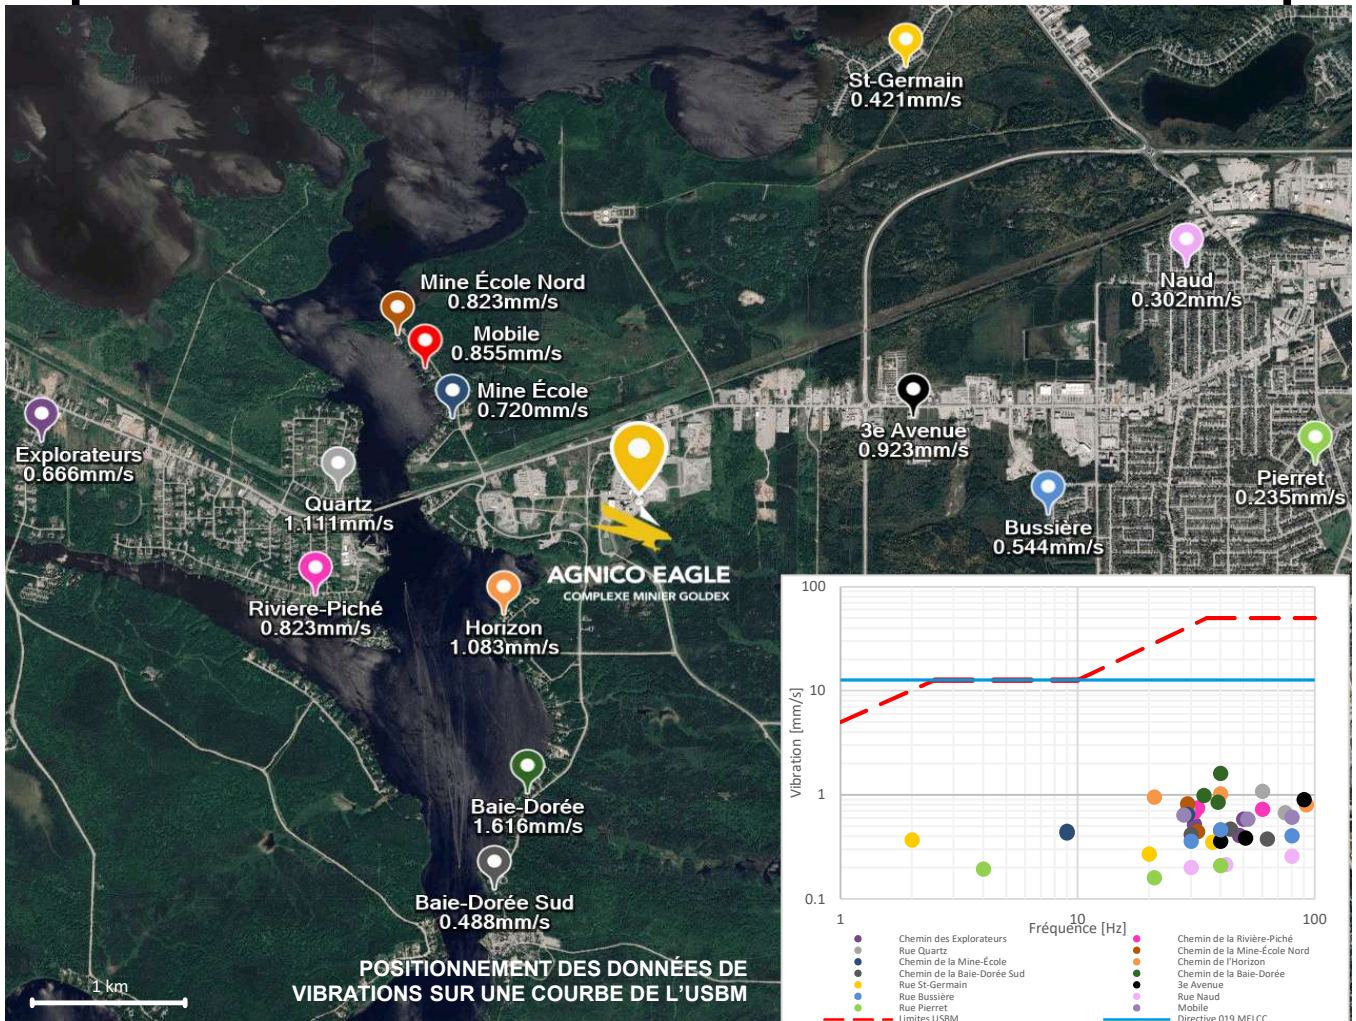 St-Germain
0.421mm/s
Naud
0.302mm/s
Mine École Nord
0.823mm/s
Mobile
0.855mm/s
Mine École
0.720mm/s
3e Avenue
0.923mm/s
Explorateurs
0.666mm/s
Quartz
1.111mm/s
Pierret
0.235mm/s
Bussière
0.544mm/s
AGNICO EAGLE
COMPLEXE MINIER GOLDEX
Riviere-Piché
0.823mm/s
Horizon
1.083mm/s
Baie-Dorée
1.616mm/s
Baie-Dorée Sud
0.488mm/s
POSITIONNEMENT DES DONNÉES DE
VIBRATIONS SUR UNE COURBE DE L'USBM
1 km
Vibration [mm/s]
100
10
1
0.1
1
10
100
Fréquence [Hz]
Chemin des Explorateurs
Chemin de la Rivière-Piché
Rue Quartz
Chemin de la Mine-École Nord
Chemin de la Mine-École
Chemin de l'Horizon
Chemin de la Baie-Dorée Sud
Chemin de la Baie-Dorée
Rue St-Germain
3e Avenue
Rue Bussière
Rue Naud
Rue Pierret
Mobile
Limites USBM
Directive 019 MELCC